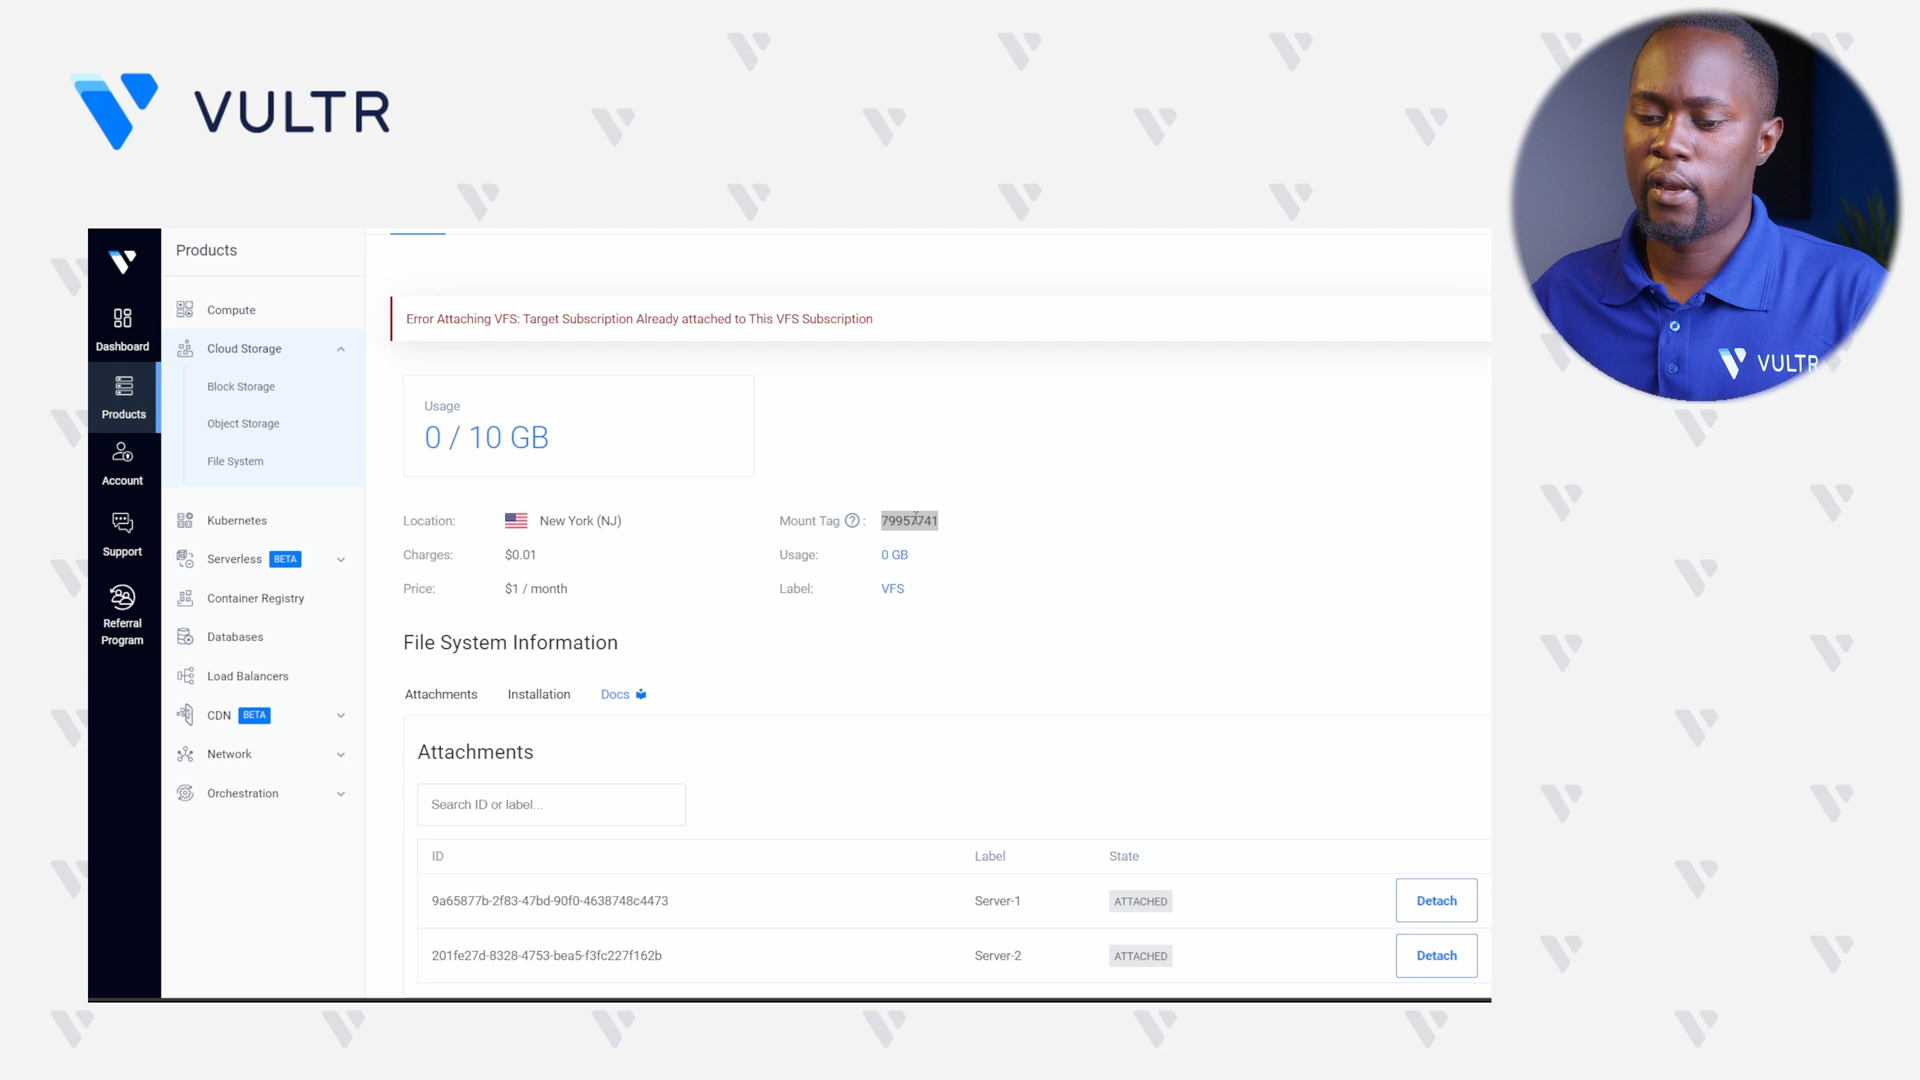 VULTR
VULTR
Products
Dashboard
Products
Account
Support
Referral
Program
Compute
Cloud Storage
Block Storage
Object Storage
File System
Kubernetes
Serverless BETA
Container Registry
Databases
Load Balancers
CDN BETA
Network
Orchestration
Error Attaching VFS: Target Subscription Already attached to This VFS Subscription
Usage
0 / 10 GB
Location: New York (NJ)
Mount Tag ? : 79957741
Charges: $0.01
Usage: 0 GB
Price: $1 / month
Label: VFS
File System Information
Attachments Installation Docs
Attachments
Search ID or label...
ID Label State
9a65877b-2f83-47bd-90f0-4638748c4473 Server-1 ATTACHED Detach
201fe27d-8328-4753-bea5-f3fc227f162b Server-2 ATTACHED Detach